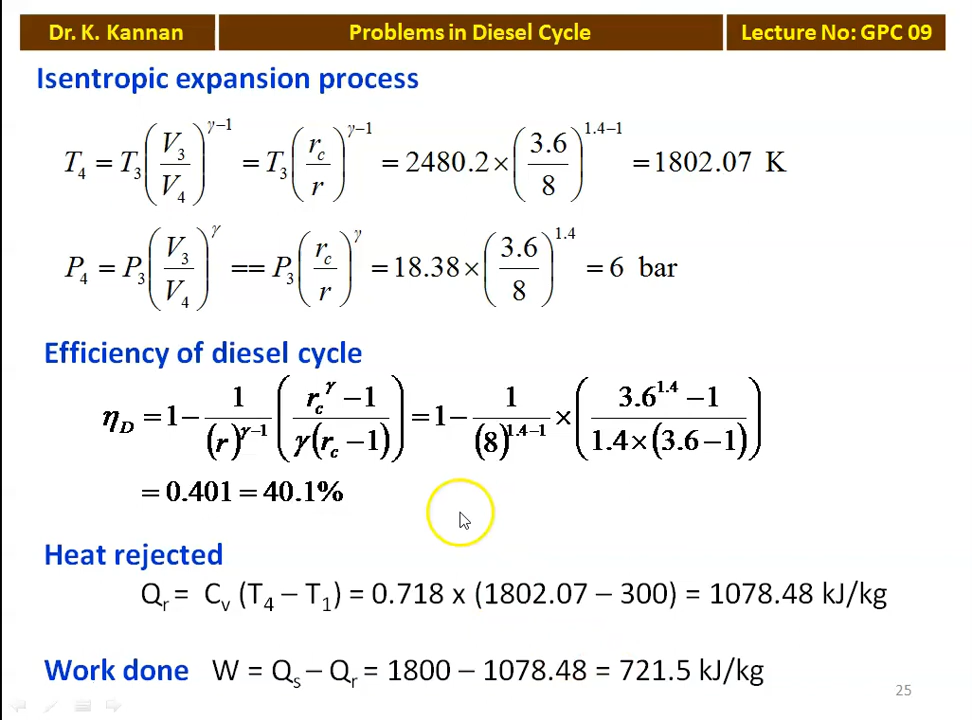 Dr. K. Kannan
Problems in Diesel Cycle
Lecture No: GPC 09
Isentropic expansion process
T₄ = T₃ (V₃/V₄)^(γ−1) = T₃ (r_c/r)^(γ−1) = 2480.2 × (3.6/8)^(1.4−1) = 1802.07 K
P₄ = P₃ (V₃/V₄)^γ == P₃ (r_c/r)^γ = 18.38 × (3.6/8)^1.4 = 6 bar
Efficiency of diesel cycle
η_D = 1 − 1/(r)^(γ−1) ((r_c^γ − 1)/(γ(r_c − 1))) = 1 − 1/(8)^(1.4−1) × ((3.6^1.4 − 1)/(1.4 × (3.6 − 1)))
= 0.401 = 40.1%
Heat rejected
Qᵣ = Cᵥ (T₄ – T₁) = 0.718 x (1802.07 – 300) = 1078.48 kJ/kg
Work done W = Qₛ – Qᵣ = 1800 – 1078.48 = 721.5 kJ/kg
25